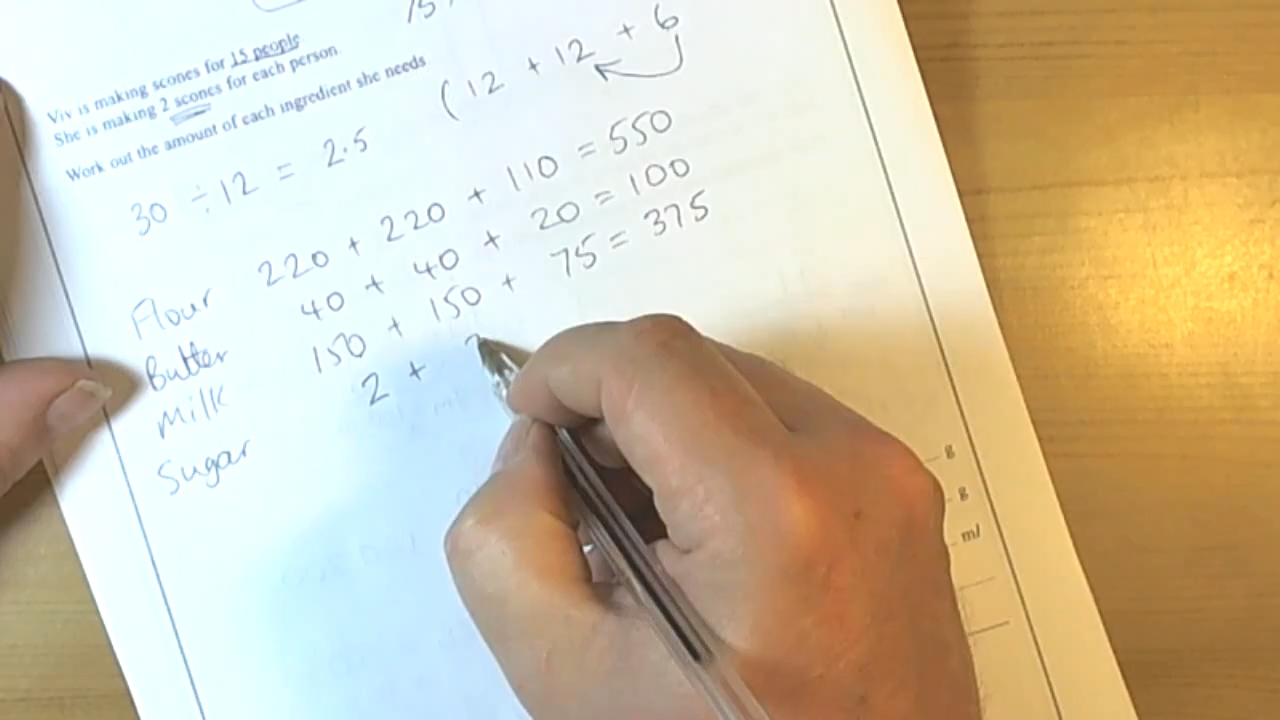 15
Viv is making scones for 15 people
She is making 2 scones for each person.
Work out the amount of each ingredient she needs
(12 + 12 + 6
30 ÷ 12 = 2.5
Flour 220 + 220 + 110 = 550
Butter 40 + 40 + 20 = 100
Milk 150 + 150 + 75 = 375
Sugar 2 +
g
g
ml